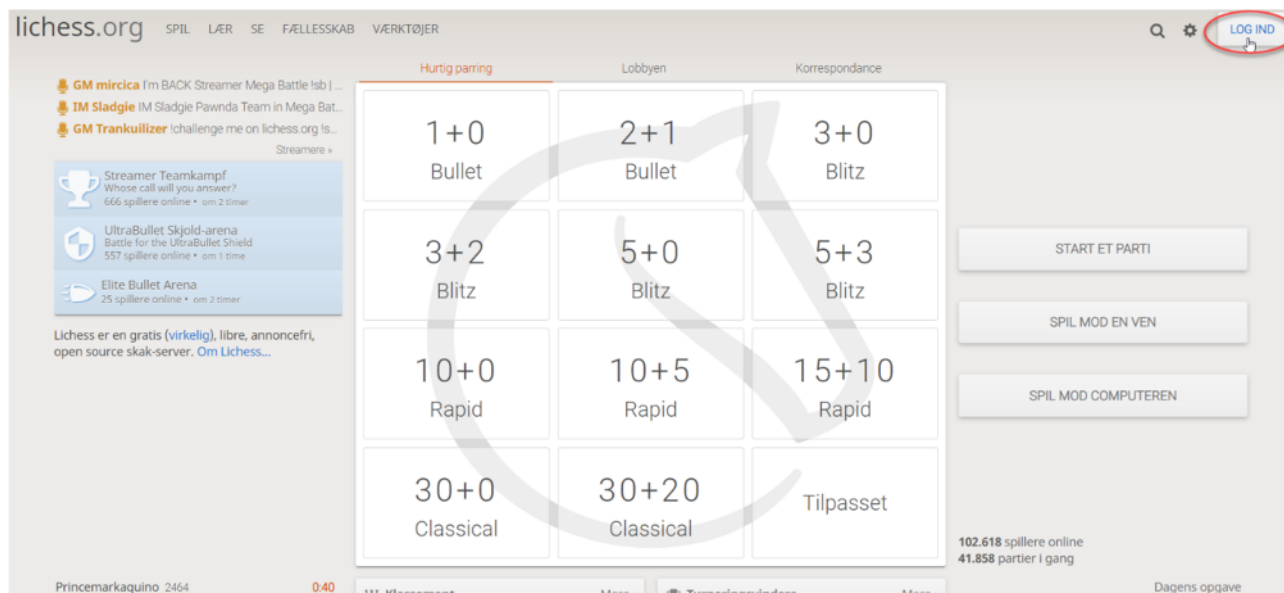 lichess.org SPIL LÆR SE FÆLLESSKAB VÆRKTØJER LOG IND
GM mircica I'm BACK Streamer Mega Battle !sb | ...
IM Sladgie IM Sladgie Pawnda Team in Mega Bat...
GM Trankuilizer !challenge me on lichess.org !s...
Streamere »
Streamer Teamkampf
Whose call will you answer?
666 spillere online • om 2 timer
UltraBullet Skjold-arena
Battle for the UltraBullet Shield
557 spillere online • om 1 time
Elite Bullet Arena
25 spillere online • om 2 timer
Lichess er en gratis (virkelig), libre, annoncefri,
open source skak-server. Om Lichess...
Hurtig parring Lobbyen Korrespondance
1+0 2+1 3+0
Bullet Bullet Blitz
3+2 5+0 5+3
Blitz Blitz Blitz
10+0 10+5 15+10
Rapid Rapid Rapid
30+0 30+20 Tilpasset
Classical Classical
START ET PARTI
SPIL MOD EN VEN
SPIL MOD COMPUTEREN
102.618 spillere online
41.858 partier i gang
Princemarkaquino 2464 0:40
Dagens opgave